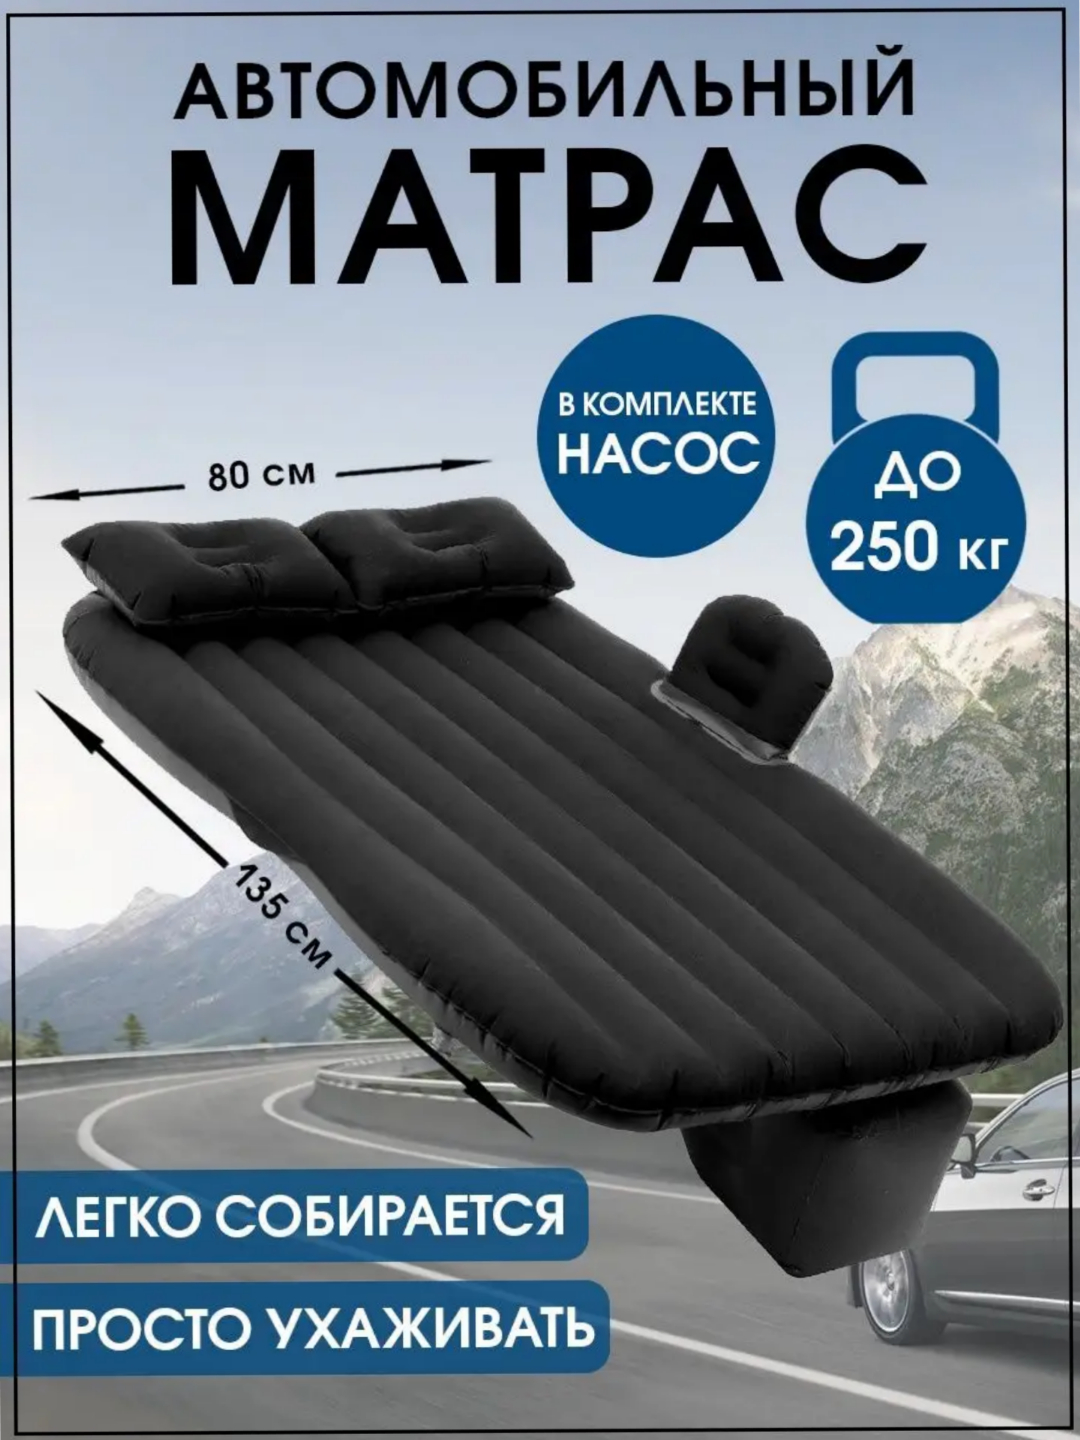 АВТОМОБИЛЬНЫЙ
МАТРАС
В КОМПЛЕКТЕ
НАСОС
ДО
250 кг
80 см
135 см
ЛЕГКО СОБИРАЕТСЯ
ПРОСТО УХАЖИВАТЬ